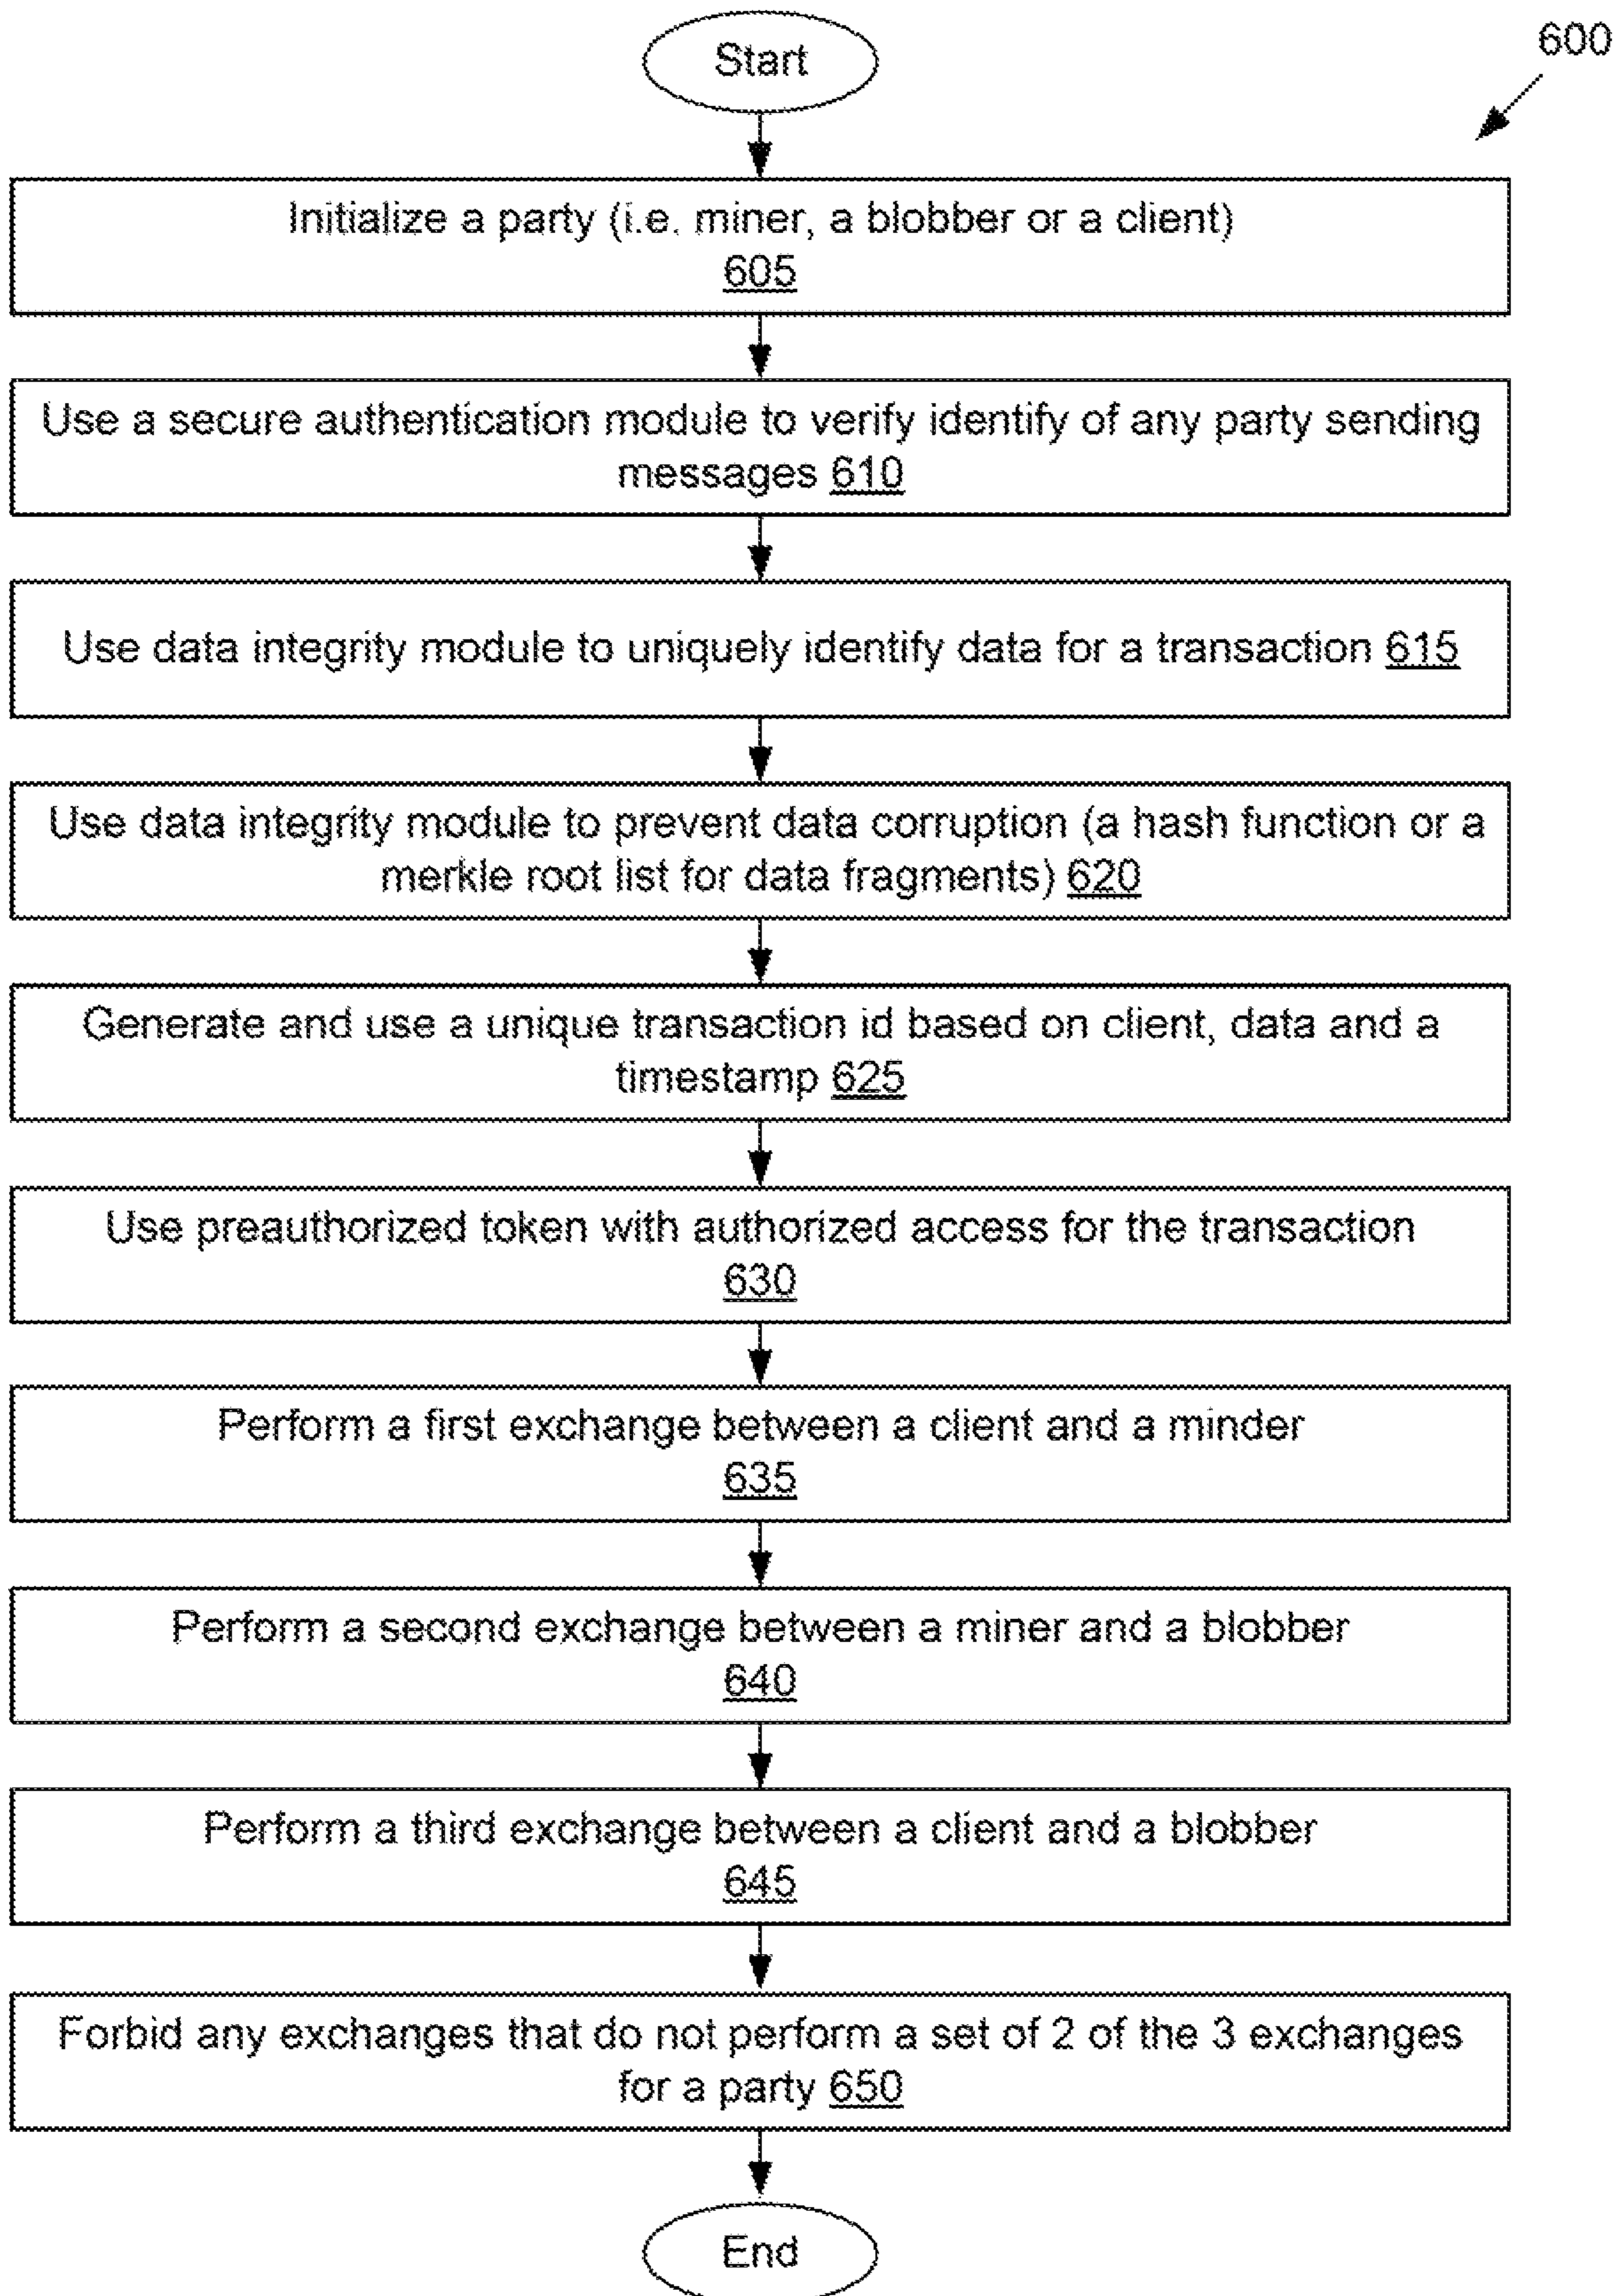 Start
600
Initialize a party (i.e. miner, a blobber or a client)
605
Use a secure authentication module to verify identify of any party sending
messages 610
Use data integrity module to uniquely identify data for a transaction 615
Use data integrity module to prevent data corruption (a hash function or a
merkle root list for data fragments) 620
Generate and use a unique transaction id based on client, data and a
timestamp 625
Use preauthorized token with authorized access for the transaction
630
Perform a first exchange between a client and a minder
635
Perform a second exchange between a miner and a blobber
640
Perform a third exchange between a client and a blobber
645
Forbid any exchanges that do not perform a set of 2 of the 3 exchanges
for a party 650
End